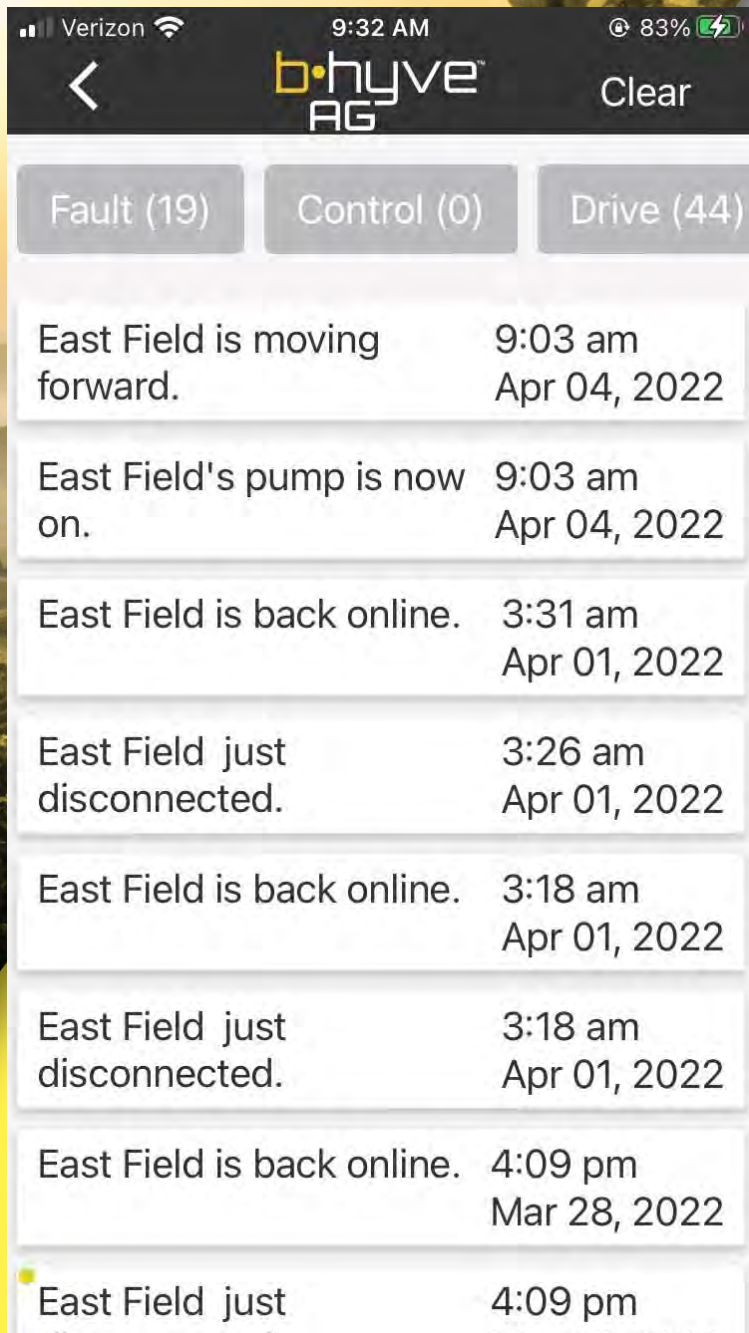 Verizon 9:32 AM 83%
b•hyve™ Clear
AG
Fault (19) Control (0) Drive (44)
East Field is moving 9:03 am
forward. Apr 04, 2022
East Field's pump is now 9:03 am
on. Apr 04, 2022
East Field is back online. 3:31 am
Apr 01, 2022
East Field just 3:26 am
disconnected. Apr 01, 2022
East Field is back online. 3:18 am
Apr 01, 2022
East Field just 3:18 am
disconnected. Apr 01, 2022
East Field is back online. 4:09 pm
Mar 28, 2022
East Field just 4:09 pm